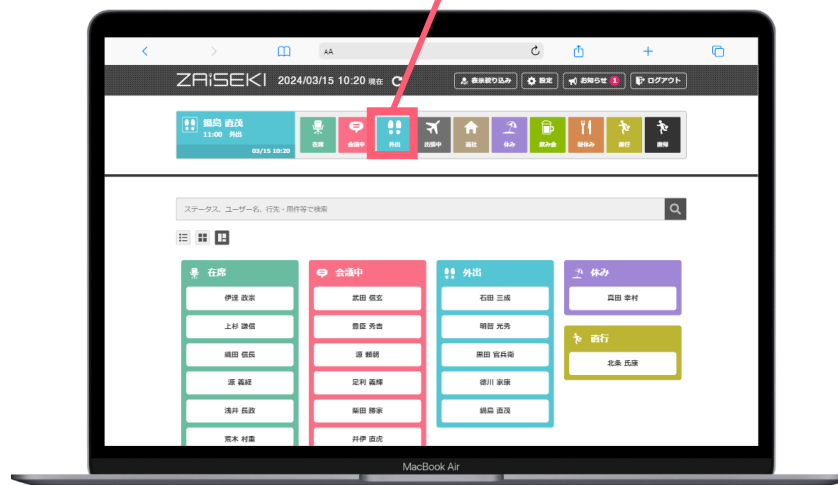 AA
ZAiSEKI 2024/03/15 10:20 現在 表示絞り込み 設定 お知らせ 1 ログアウト
鍋島 直茂
11:00 外出
03/15 10:20
在席 会議中 外出 出張中 退社 休み 飲み会 昼休み 直行 直帰
ステータス、ユーザー名、行先・用件等で検索
在席 会議中 外出 休み
伊達 政宗 武田 信玄 石田 三成 真田 幸村
上杉 謙信 豊臣 秀吉 明智 光秀
直行
織田 信長 源 頼朝 黒田 官兵衛 北条 氏康
源 義経 足利 義輝 徳川 家康
浅井 長政 柴田 勝家 鍋島 直茂
荒木 村重 井伊 直虎
MacBook Air